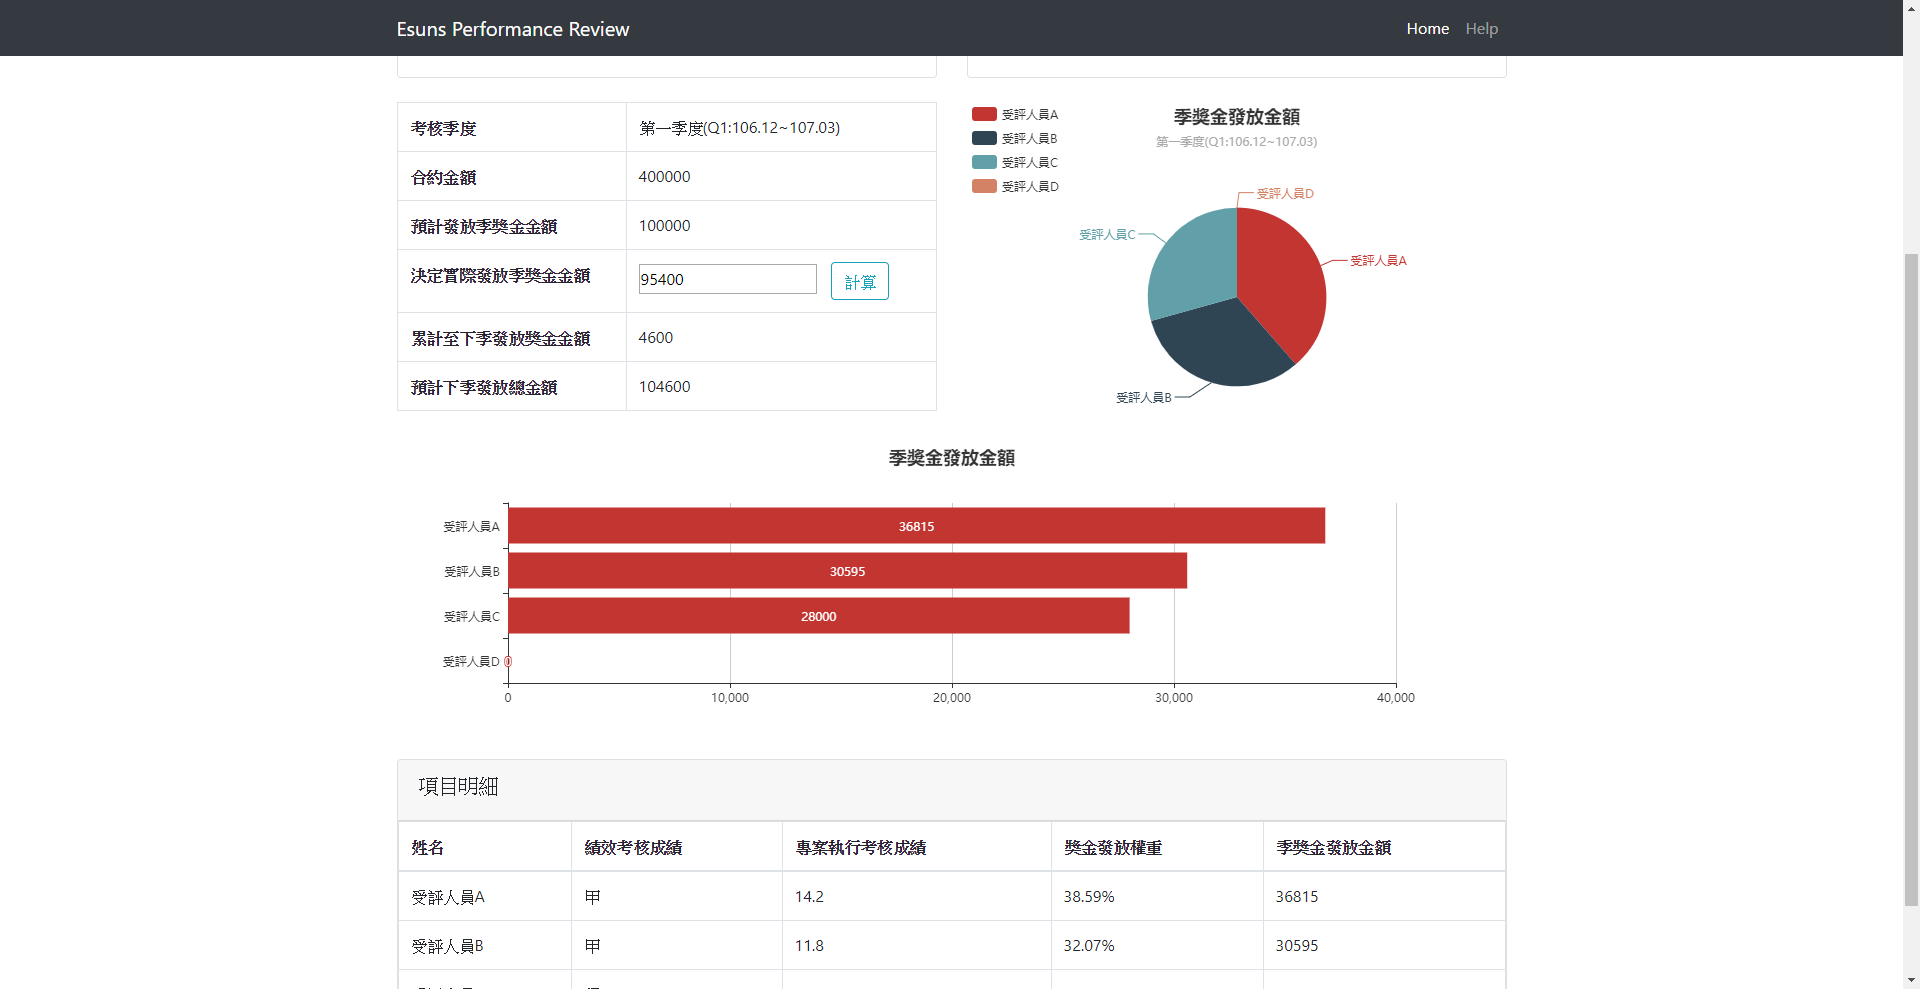 Esuns Performance Review
Home Help
考核季度 第一季度(Q1:106.12~107.03)
合約金額 400000
預計發放季獎金金額 100000
決定實際發放季獎金金額 95400 計算
累計至下季發放獎金金額 4600
預計下季發放總金額 104600
受評人員A
受評人員B
受評人員C
受評人員D
季獎金發放金額
第一季度(Q1:106.12~107.03)
受評人員D
受評人員C
受評人員A
受評人員B
季獎金發放金額
受評人員A 36815
受評人員B 30595
受評人員C 28000
受評人員D 0
0 10,000 20,000 30,000 40,000
項目明細
姓名 績效考核成績 專案執行考核成績 獎金發放權重 季獎金發放金額
受評人員A 甲 14.2 38.59% 36815
受評人員B 甲 11.8 32.07% 30595